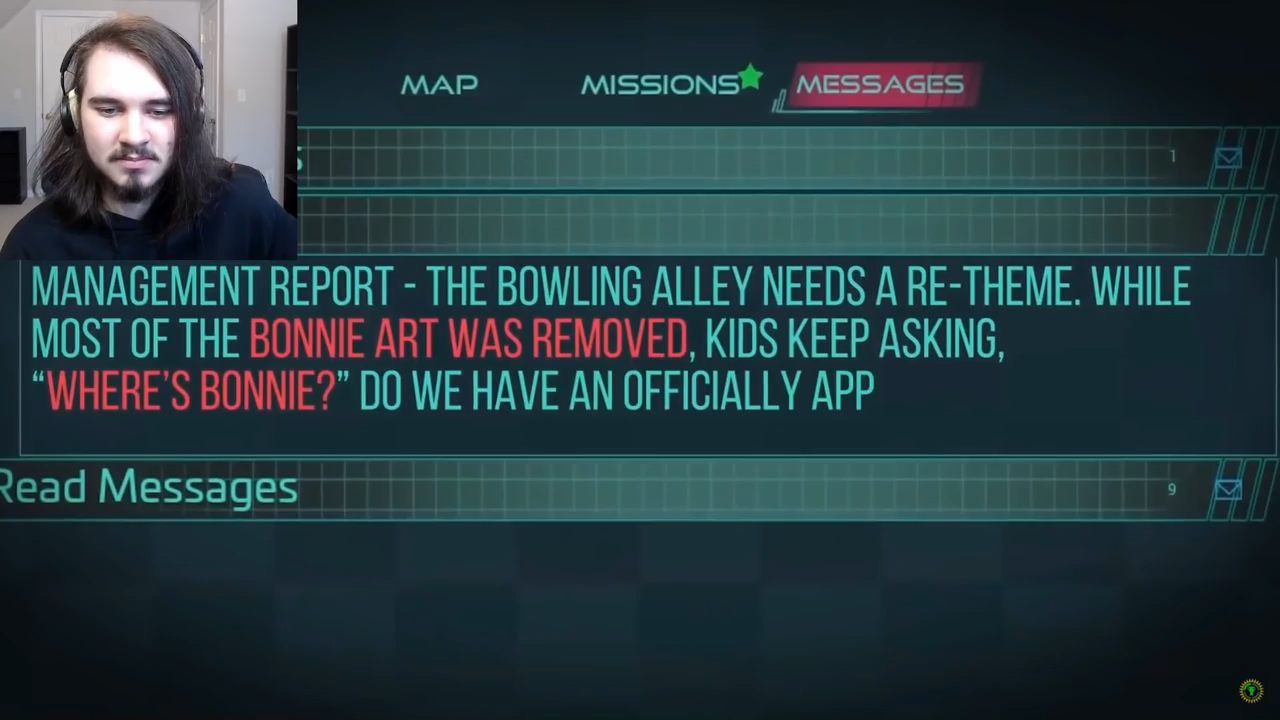 MAP MISSIONS MESSAGES
1
MANAGEMENT REPORT - THE BOWLING ALLEY NEEDS A RE-THEME. WHILE
MOST OF THE BONNIE ART WAS REMOVED, KIDS KEEP ASKING,
“WHERE'S BONNIE?” DO WE HAVE AN OFFICIALLY APP
Read Messages 9